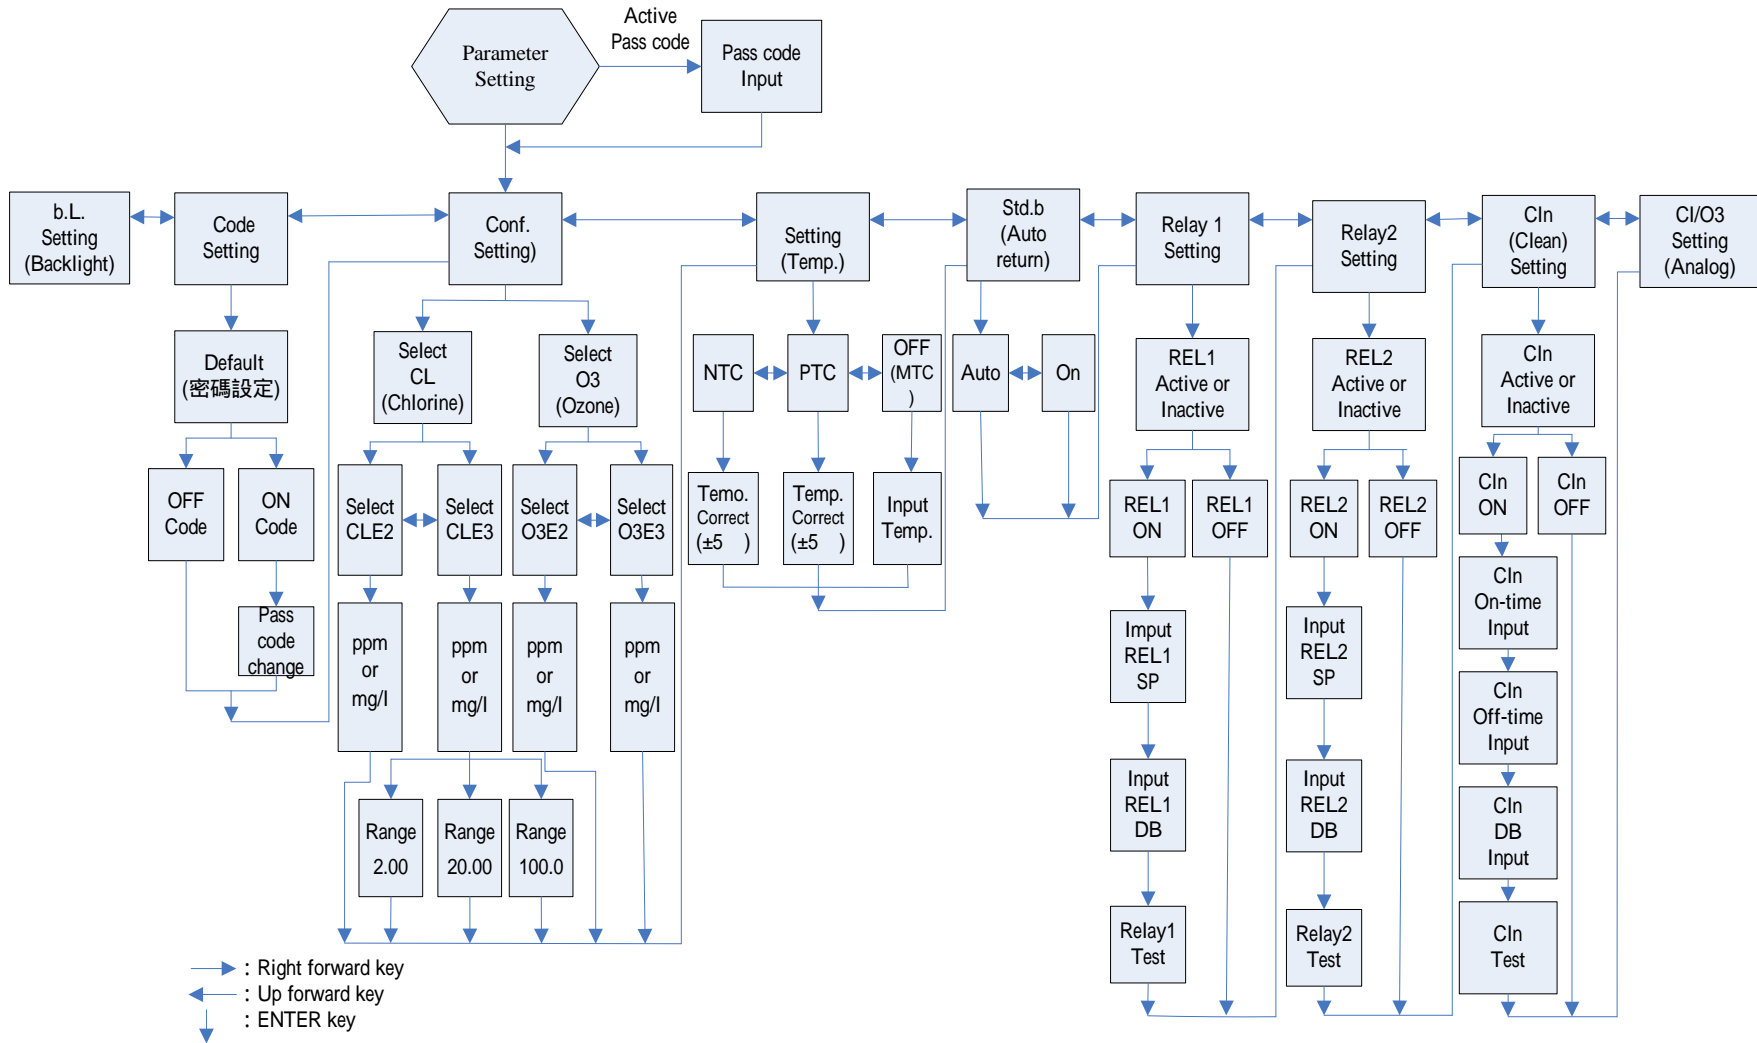 Parameter
Setting
Active
Pass code
Pass code
Input
b.L.
Setting
(Backlight)
Code
Setting
Conf.
Setting)
Setting
(Temp.)
Std.b
(Auto
return)
Relay 1
Setting
Relay2
Setting
Cln
(Clean)
Setting
Cl/O3
Setting
(Analog)
Default
(密碼設定)
Select
CL
(Chlorine)
Select
O3
(Ozone)
NTC
PTC
OFF
(MTC
)
Auto
On
REL1
Active or
Inactive
REL2
Active or
Inactive
Cln
Active or
Inactive
OFF
Code
ON
Code
Select
CLE2
Select
CLE3
Select
O3E2
Select
O3E3
Temo.
Correct
(±5 )
Temp.
Correct
(±5 )
Input
Temp.
REL1
ON
REL1
OFF
REL2
ON
REL2
OFF
Cln
ON
Cln
OFF
Pass
code
change
ppm
or
mg/l
ppm
or
mg/l
ppm
or
mg/l
ppm
or
mg/l
Imput
REL1
SP
Input
REL2
SP
Cln
On-time
Input
Cln
Off-time
Input
Range
2.00
Range
20.00
Range
100.0
Input
REL1
DB
Input
REL2
DB
Cln
DB
Input
Relay1
Test
Relay2
Test
Cln
Test
: Right forward key
: Up forward key
: ENTER key